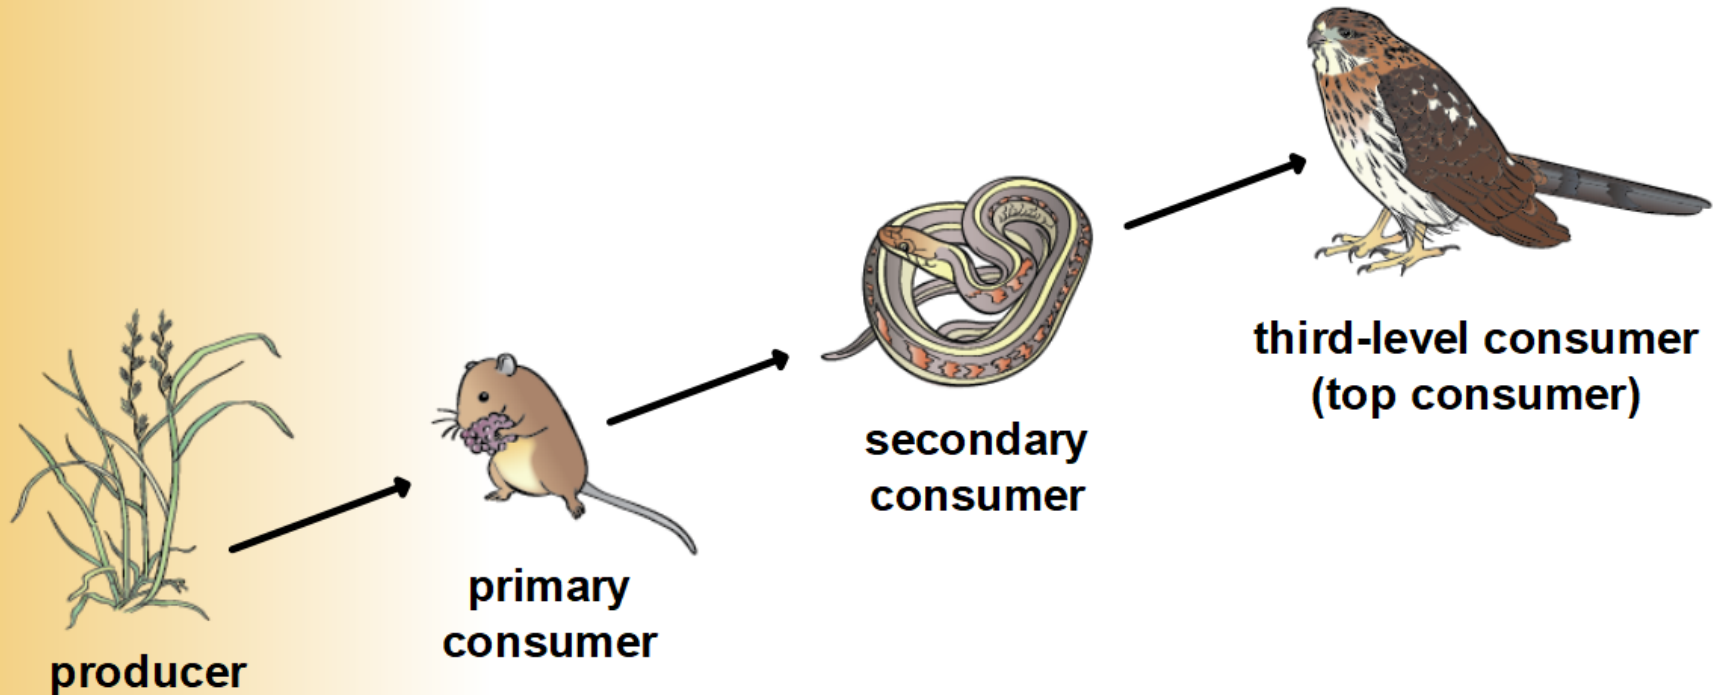 producer
primary
consumer
secondary
consumer
third-level consumer
(top consumer)